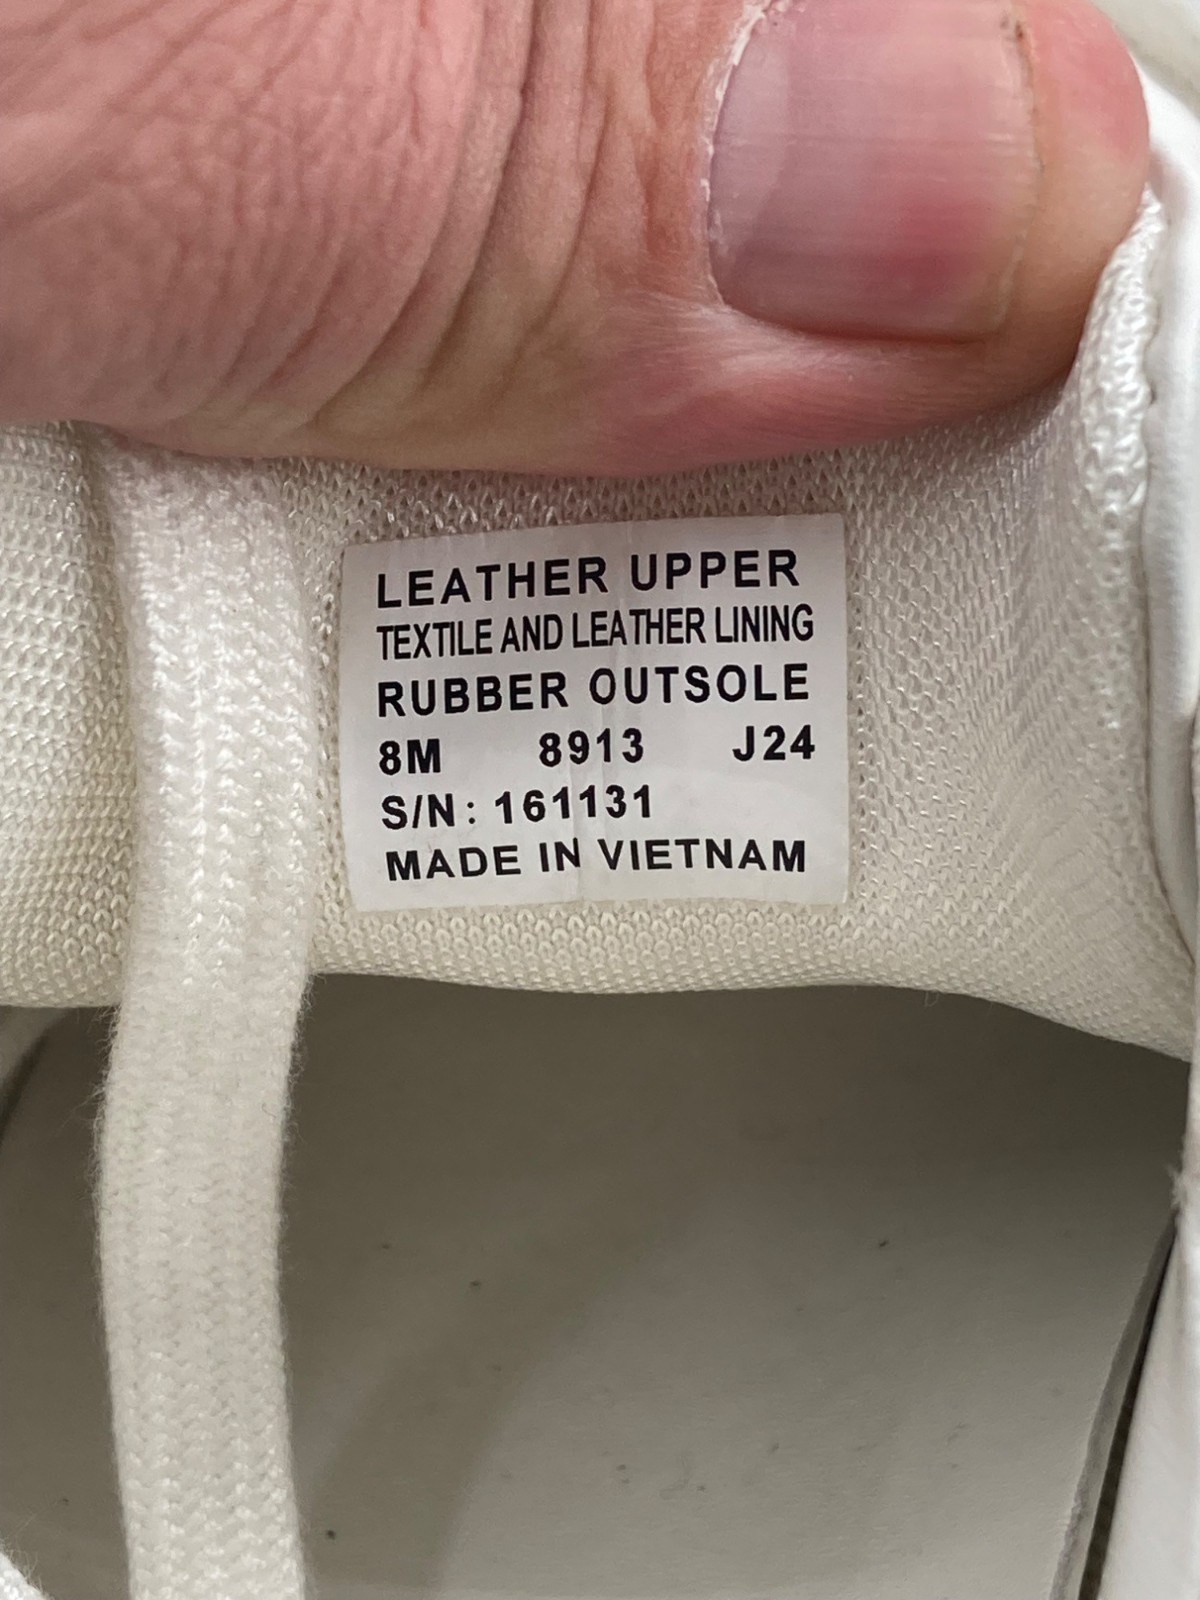 LEATHER UPPER
TEXTILE AND LEATHER LINING
RUBBER OUTSOLE
8M 8913 J24
S/N: 161131
MADE IN VIETNAM